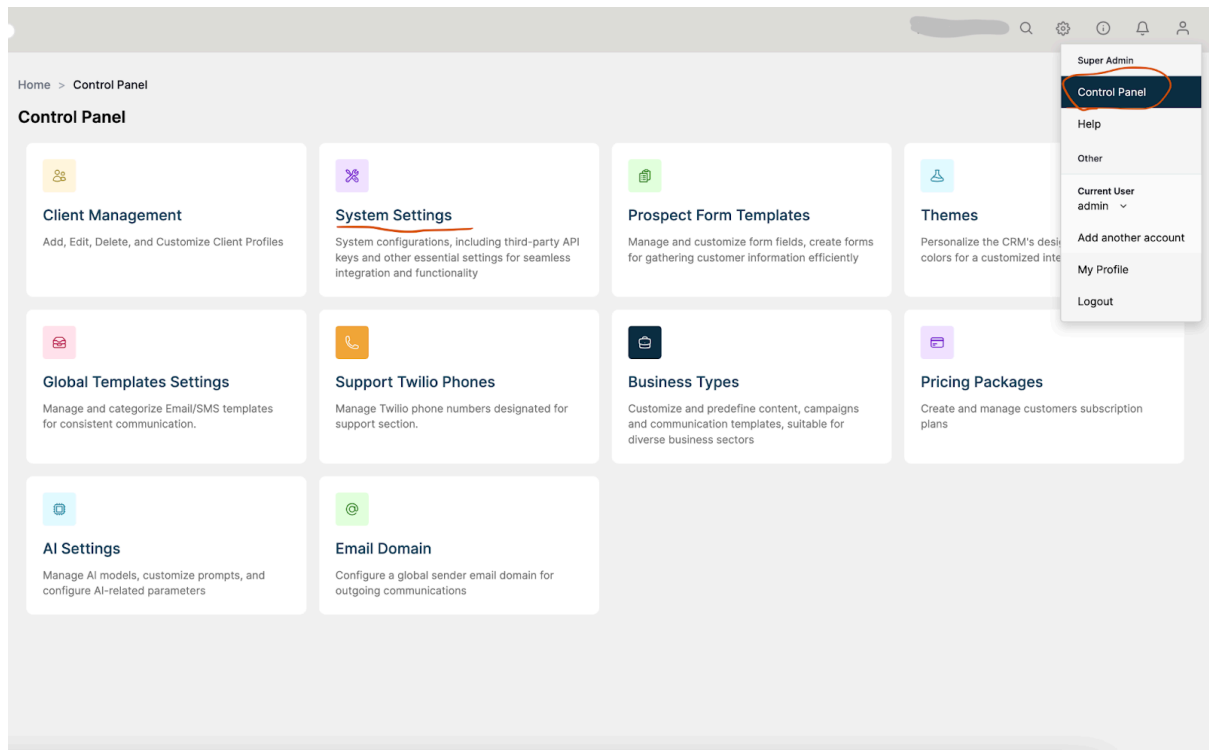 Super Admin
Home > Control Panel
Control Panel
Control Panel
Help
Other
Current User
admin
Add another account
My Profile
Logout
Client Management
Add, Edit, Delete, and Customize Client Profiles
System Settings
System configurations, including third-party API
keys and other essential settings for seamless
integration and functionality
Prospect Form Templates
Manage and customize form fields, create forms
for gathering customer information efficiently
Themes
Personalize the CRM's
colors for a customized
Global Templates Settings
Manage and categorize Email/SMS templates
for consistent communication.
Support Twilio Phones
Manage Twilio phone numbers designated for
support section.
Business Types
Customize and predefine content, campaigns
and communication templates, suitable for
diverse business sectors
Pricing Packages
Create and manage customers subscription
plans
AI Settings
Manage AI models, customize prompts, and
configure AI-related parameters
Email Domain
Configure a global sender email domain for
outgoing communications